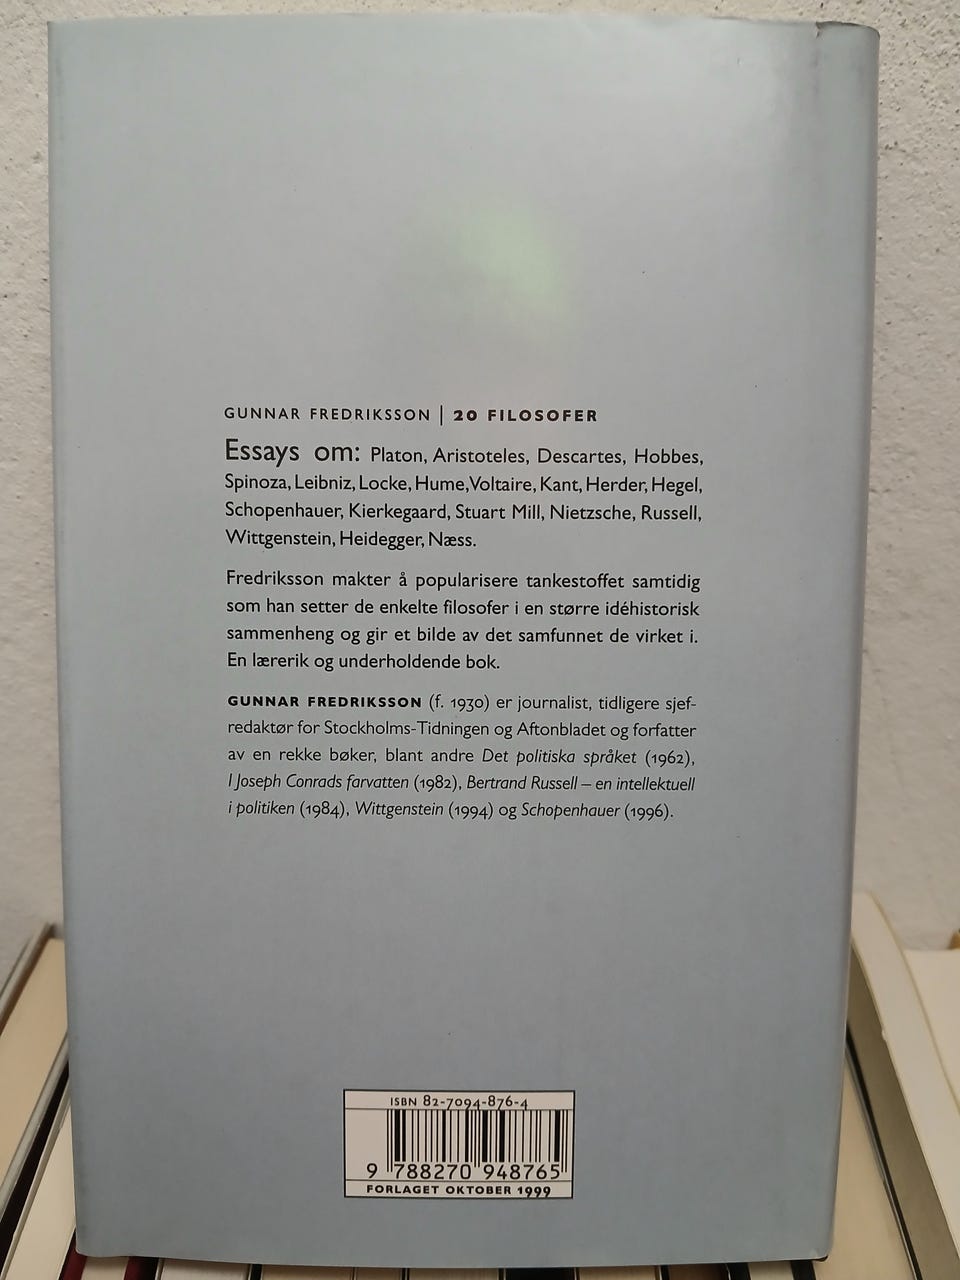 GUNNAR FREDRIKSSON | 20 FILOSOFER
Essays om: Platon, Aristoteles, Descartes, Hobbes,
Spinoza, Leibniz, Locke, Hume, Voltaire, Kant, Herder, Hegel,
Schopenhauer, Kierkegaard, Stuart Mill, Nietzsche, Russell,
Wittgenstein, Heidegger, Næss.
Fredriksson makter å popularisere tankestoffet samtidig
som han setter de enkelte filosofer i en større idéhistorisk
sammenheng og gir et bilde av det samfunnet de virket i.
En lærerik og underholdende bok.
GUNNAR FREDRIKSSON (f. 1930) er journalist, tidligere sjef-
redaktør for Stockholms-Tidningen og Aftonbladet og forfatter
av en rekke bøker, blant andre Det politiska språket (1962),
I Joseph Conrads farvatten (1982), Bertrand Russell – en intellektuell
i politiken (1984), Wittgenstein (1994) og Schopenhauer (1996).
ISBN 82-7094-876-4
9 788270 948765
FORLAGET OKTOBER 1999